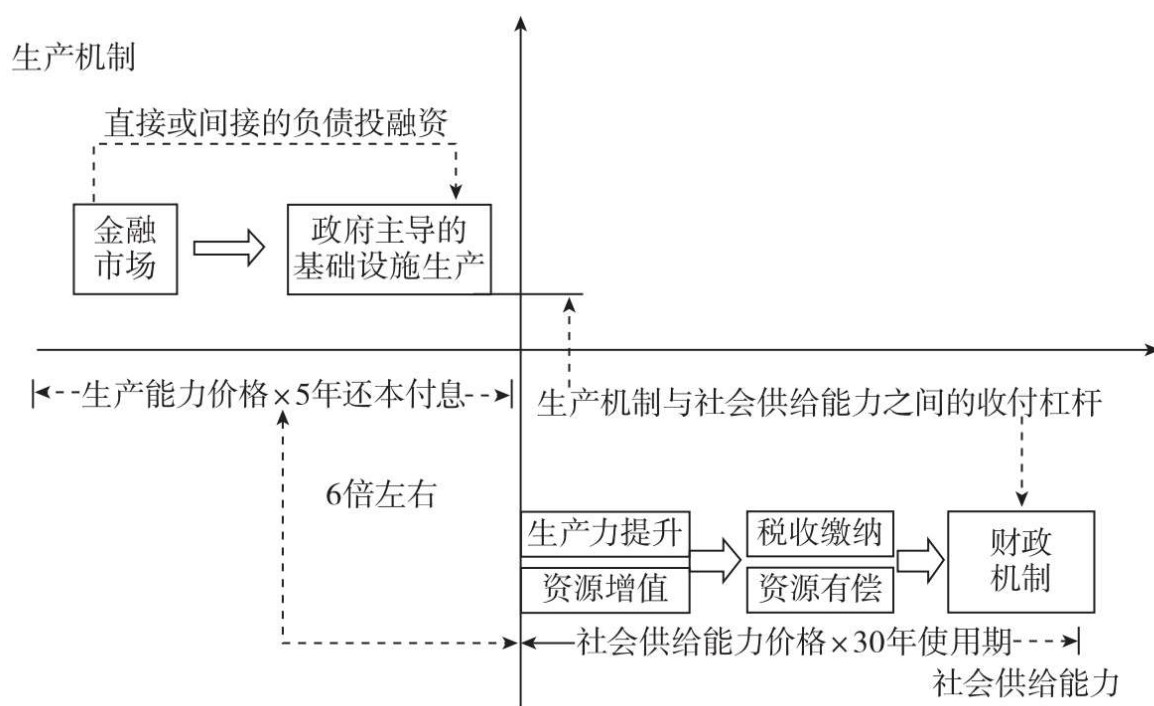 生产机制
直接或间接的负债投融资
金融
市场
政府主导的
基础设施生产
生产能力价格×5年还本付息
生产机制与社会供给能力之间的收付杠杆
6倍左右
生产力提升
税收缴纳
财政
机制
资源增值
资源有偿
社会供给能力价格×30年使用期
社会供给能力